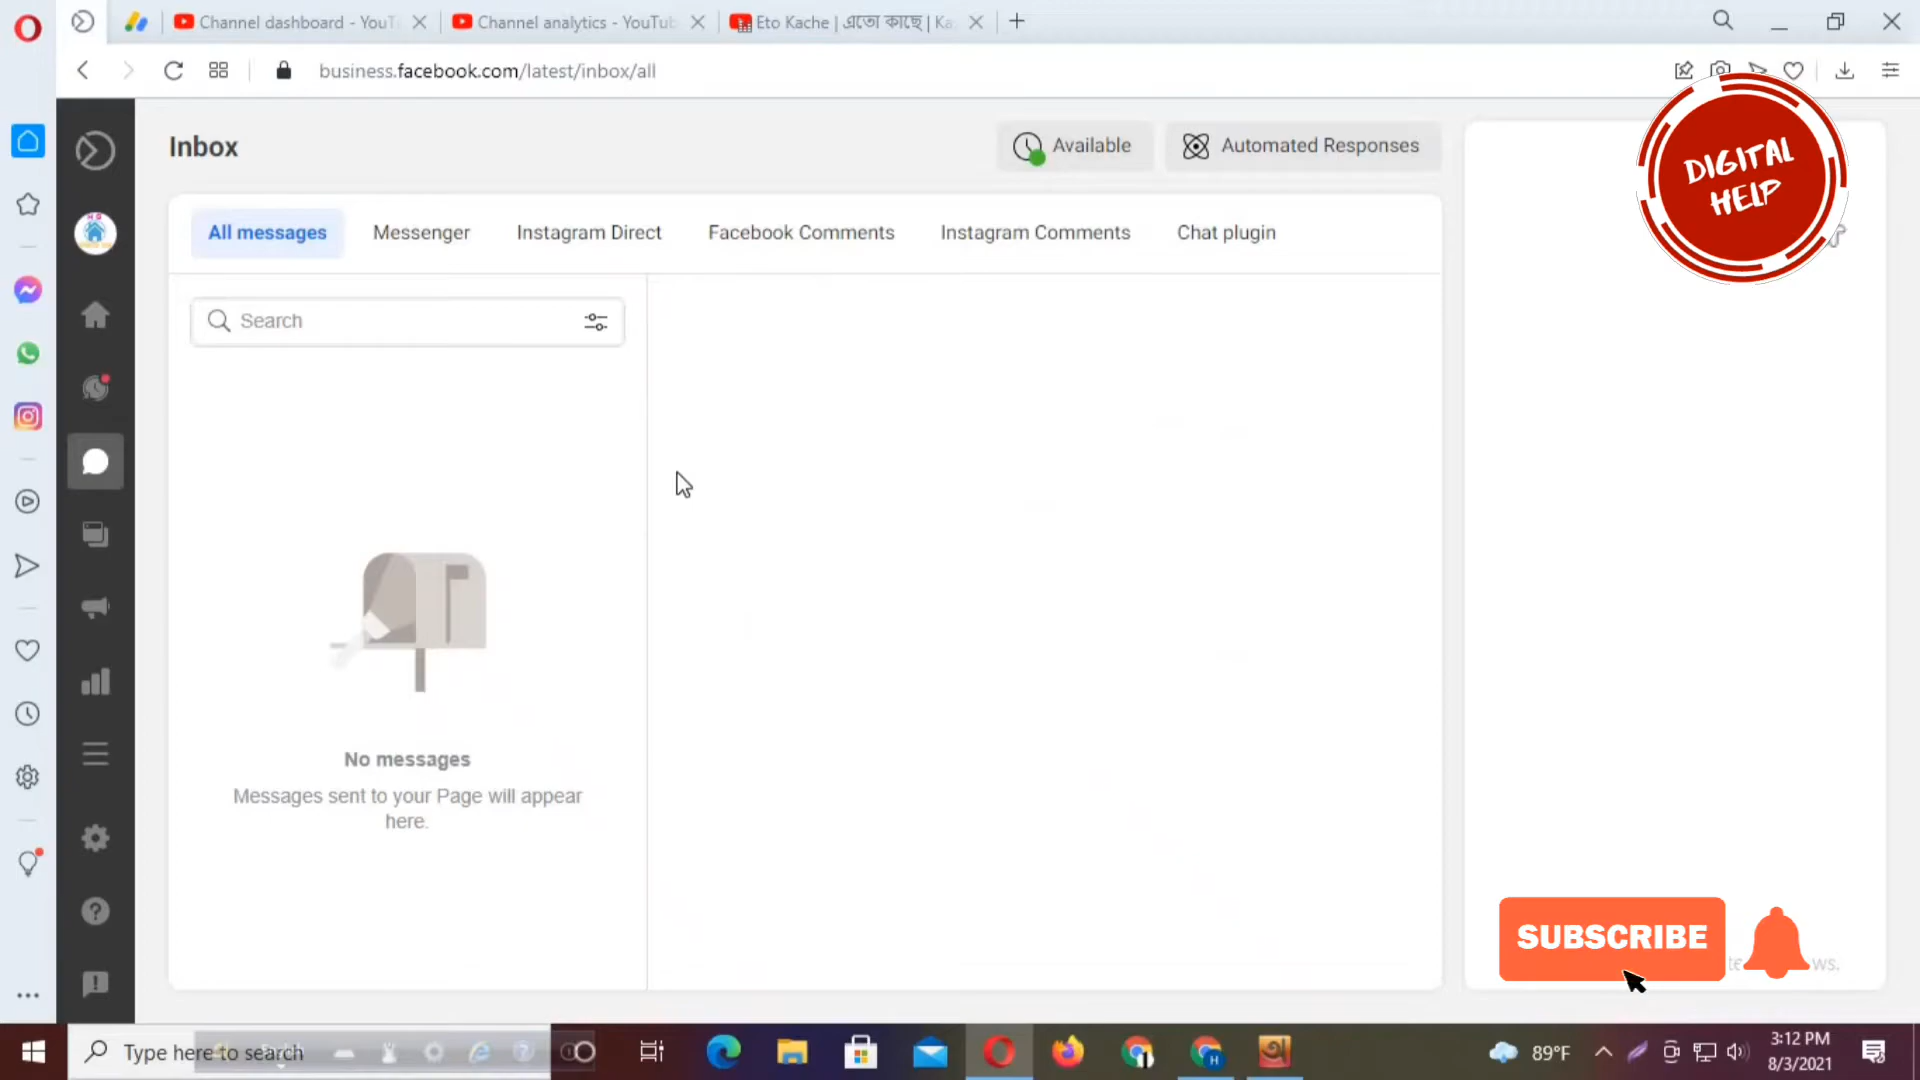 Channel dashboard - YouT
Channel analytics - YouTub
Eto Kache | এতো কাছে | Ka
business.facebook.com/latest/inbox/all
DIGITAL
HELP
Inbox
Available
Automated Responses
All messages
Messenger
Instagram Direct
Facebook Comments
Instagram Comments
Chat plugin
Search
No messages
Messages sent to your Page will appear
here.
SUBSCRIBE
ws.
Type here to search
89°F
3:12 PM
8/3/2021